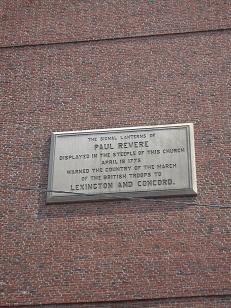 THE SIGNAL LANTERNS OF
PAUL REVERE
DISPLAYED IN THE STEEPLE OF THIS CHURCH
APRIL 18 1775
WARNED THE COUNTRY OF THE MARCH
OF THE BRITISH TROOPS TO
LEXINGTON AND CONCORD.